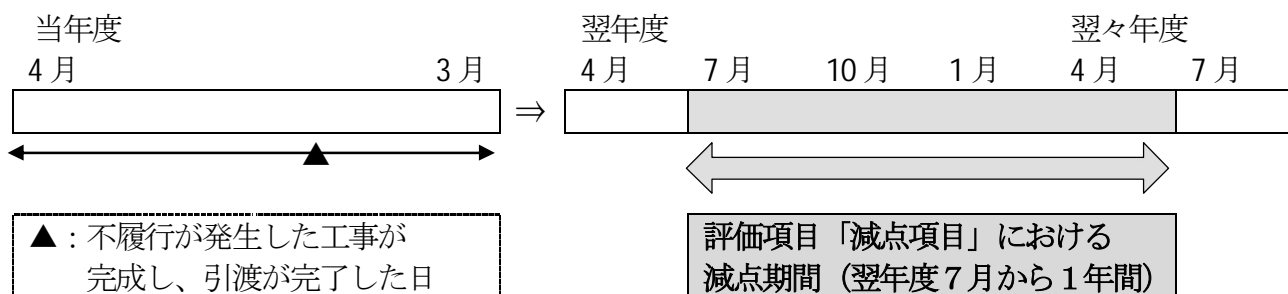 当年度 翌年度 翌々年度
4月 3月 4月 7月 10月 1月 4月 7月
⇒
▲：不履行が発生した工事が
完成し、引渡が完了した日
評価項目「減点項目」における
減点期間（翌年度７月から１年間）